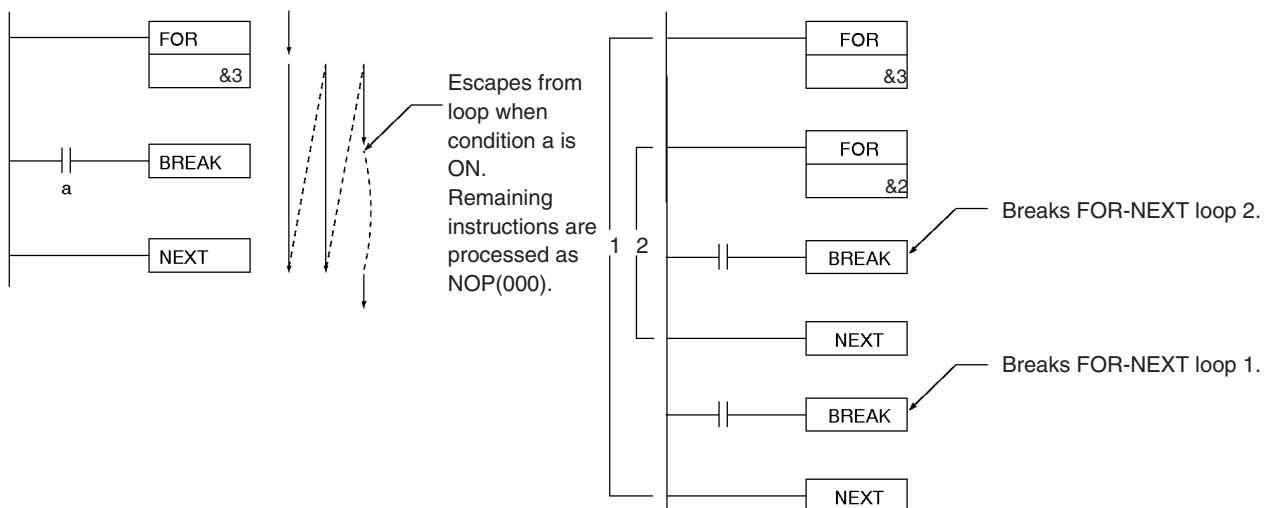 FOR
&3
BREAK
a
NEXT
Escapes from
loop when
condition a is
ON.
Remaining
instructions are
processed as
NOP(000).
1
2
FOR
&3
FOR
&2
BREAK
Breaks FOR-NEXT loop 2.
NEXT
BREAK
Breaks FOR-NEXT loop 1.
NEXT